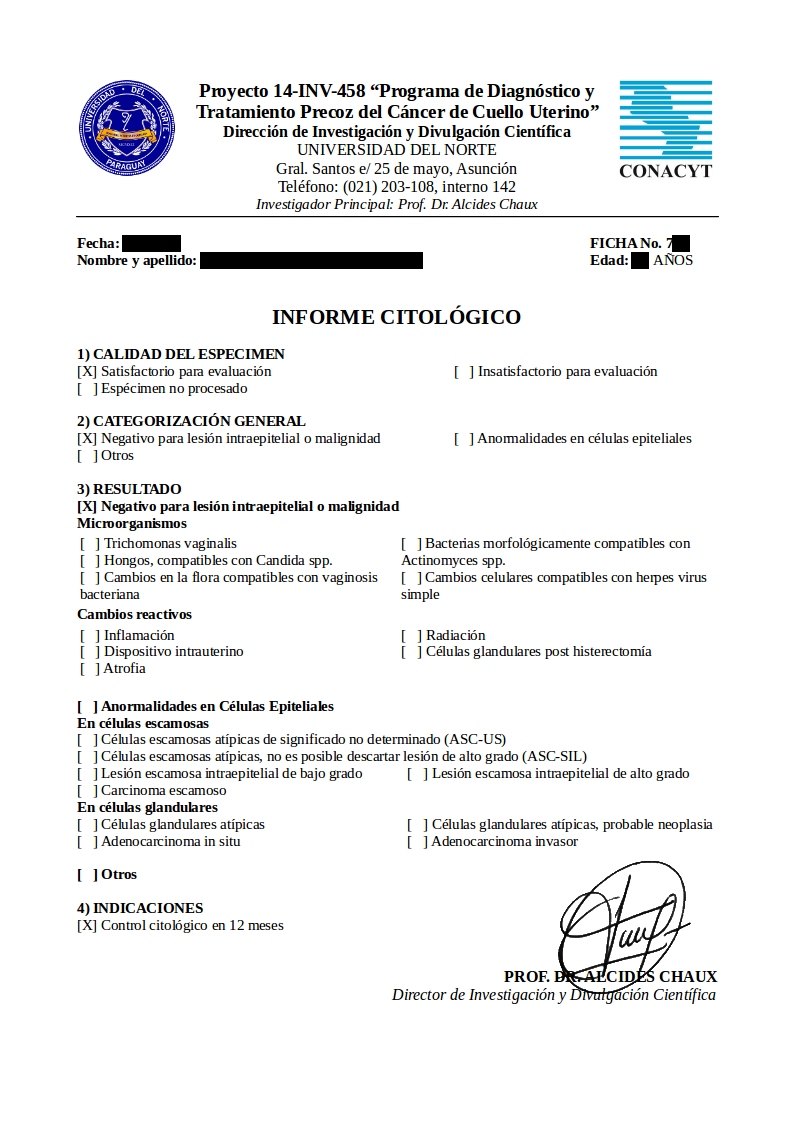 Proyecto 14-INV-458 “Programa de Diagnóstico y
Tratamiento Precoz del Cáncer de Cuello Uterino”
Dirección de Investigación y Divulgación Científica
UNIVERSIDAD DEL NORTE
Gral. Santos e/ 25 de mayo, Asunción
Teléfono: (021) 203-108, interno 142
Investigador Principal: Prof. Dr. Alcides Chaux
UNIVERSIDAD DEL NORTE
PARAGUAY
CONACYT
Fecha:
FICHA No. 7
Nombre y apellido:
Edad: AÑOS
INFORME CITOLÓGICO
1) CALIDAD DEL ESPECIMEN
[X] Satisfactorio para evaluación [ ] Insatisfactorio para evaluación
[ ] Espécimen no procesado
2) CATEGORIZACIÓN GENERAL
[X] Negativo para lesión intraepitelial o malignidad [ ] Anormalidades en células epiteliales
[ ] Otros
3) RESULTADO
[X] Negativo para lesión intraepitelial o malignidad
Microorganismos
[ ] Trichomonas vaginalis
[ ] Hongos, compatibles con Candida spp.
[ ] Cambios en la flora compatibles con vaginosis
bacteriana
[ ] Bacterias morfológicamente compatibles con
Actinomyces spp.
[ ] Cambios celulares compatibles con herpes virus
simple
Cambios reactivos
[ ] Inflamación [ ] Radiación
[ ] Dispositivo intrauterino [ ] Células glandulares post histerectomía
[ ] Atrofia
[ ] Anormalidades en Células Epiteliales
En células escamosas
[ ] Células escamosas atípicas de significado no determinado (ASC-US)
[ ] Células escamosas atípicas, no es posible descartar lesión de alto grado (ASC-SIL)
[ ] Lesión escamosa intraepitelial de bajo grado [ ] Lesión escamosa intraepitelial de alto grado
[ ] Carcinoma escamoso
En células glandulares
[ ] Células glandulares atípicas [ ] Células glandulares atípicas, probable neoplasia
[ ] Adenocarcinoma in situ [ ] Adenocarcinoma invasor
[ ] Otros
4) INDICACIONES
[X] Control citológico en 12 meses
PROF. DR. ALCIDES CHAUX
Director de Investigación y Divulgación Científica